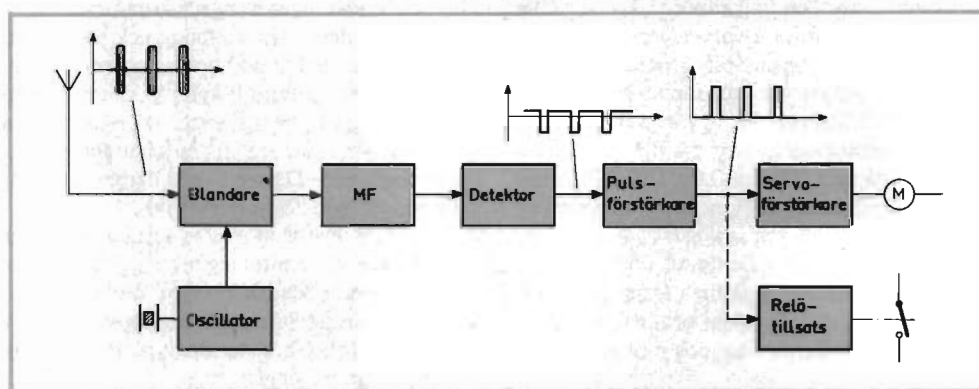 Blandare
MF
Detektor
Puls-
förstärkare
Servo-
förstärkare
M
Oscillator
Relä-
tillsats